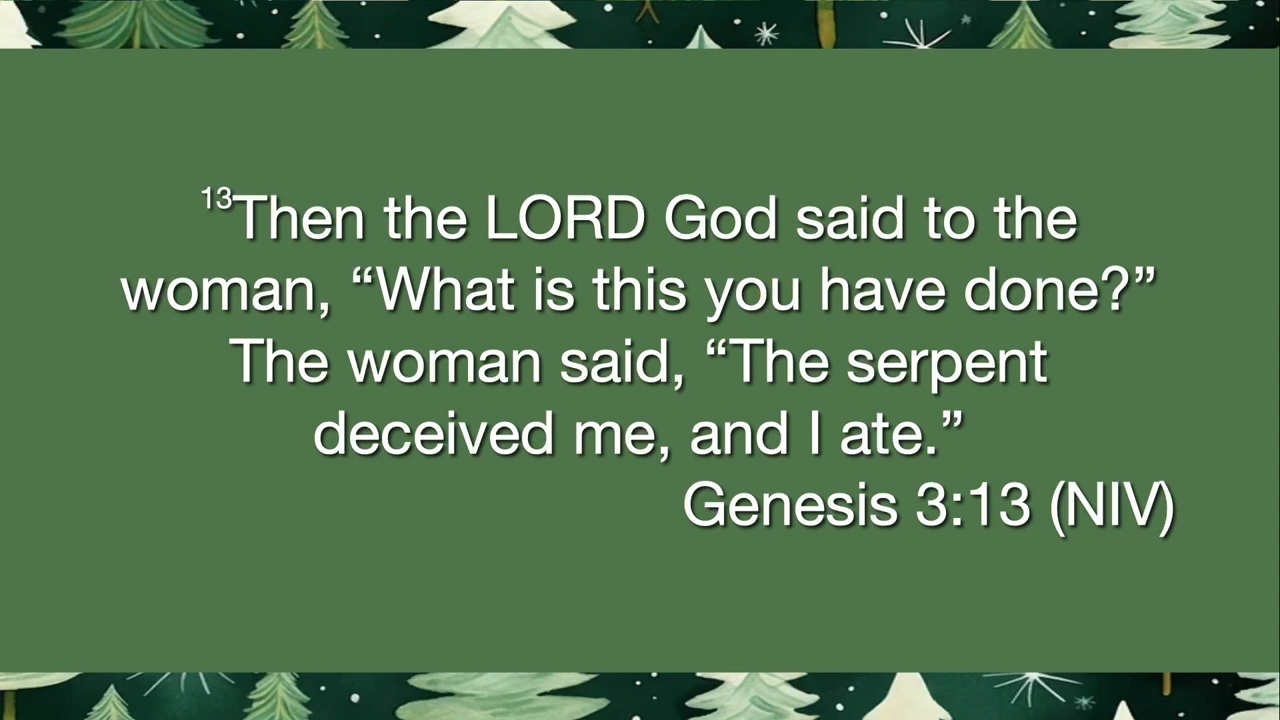 13Then the LORD God said to the
woman, “What is this you have done?”
The woman said, “The serpent
deceived me, and I ate.”
Genesis 3:13 (NIV)